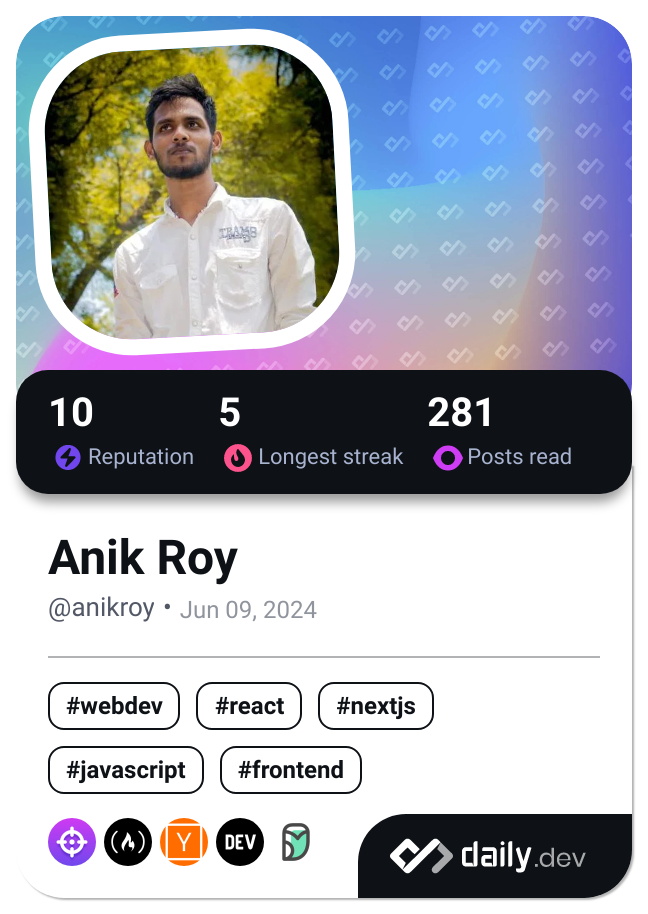 10 5 281
Reputation Longest streak Posts read
Anik Roy
@anikroy • Jun 09, 2024
#webdev #react #nextjs
#javascript #frontend
Y DEV
daily.dev